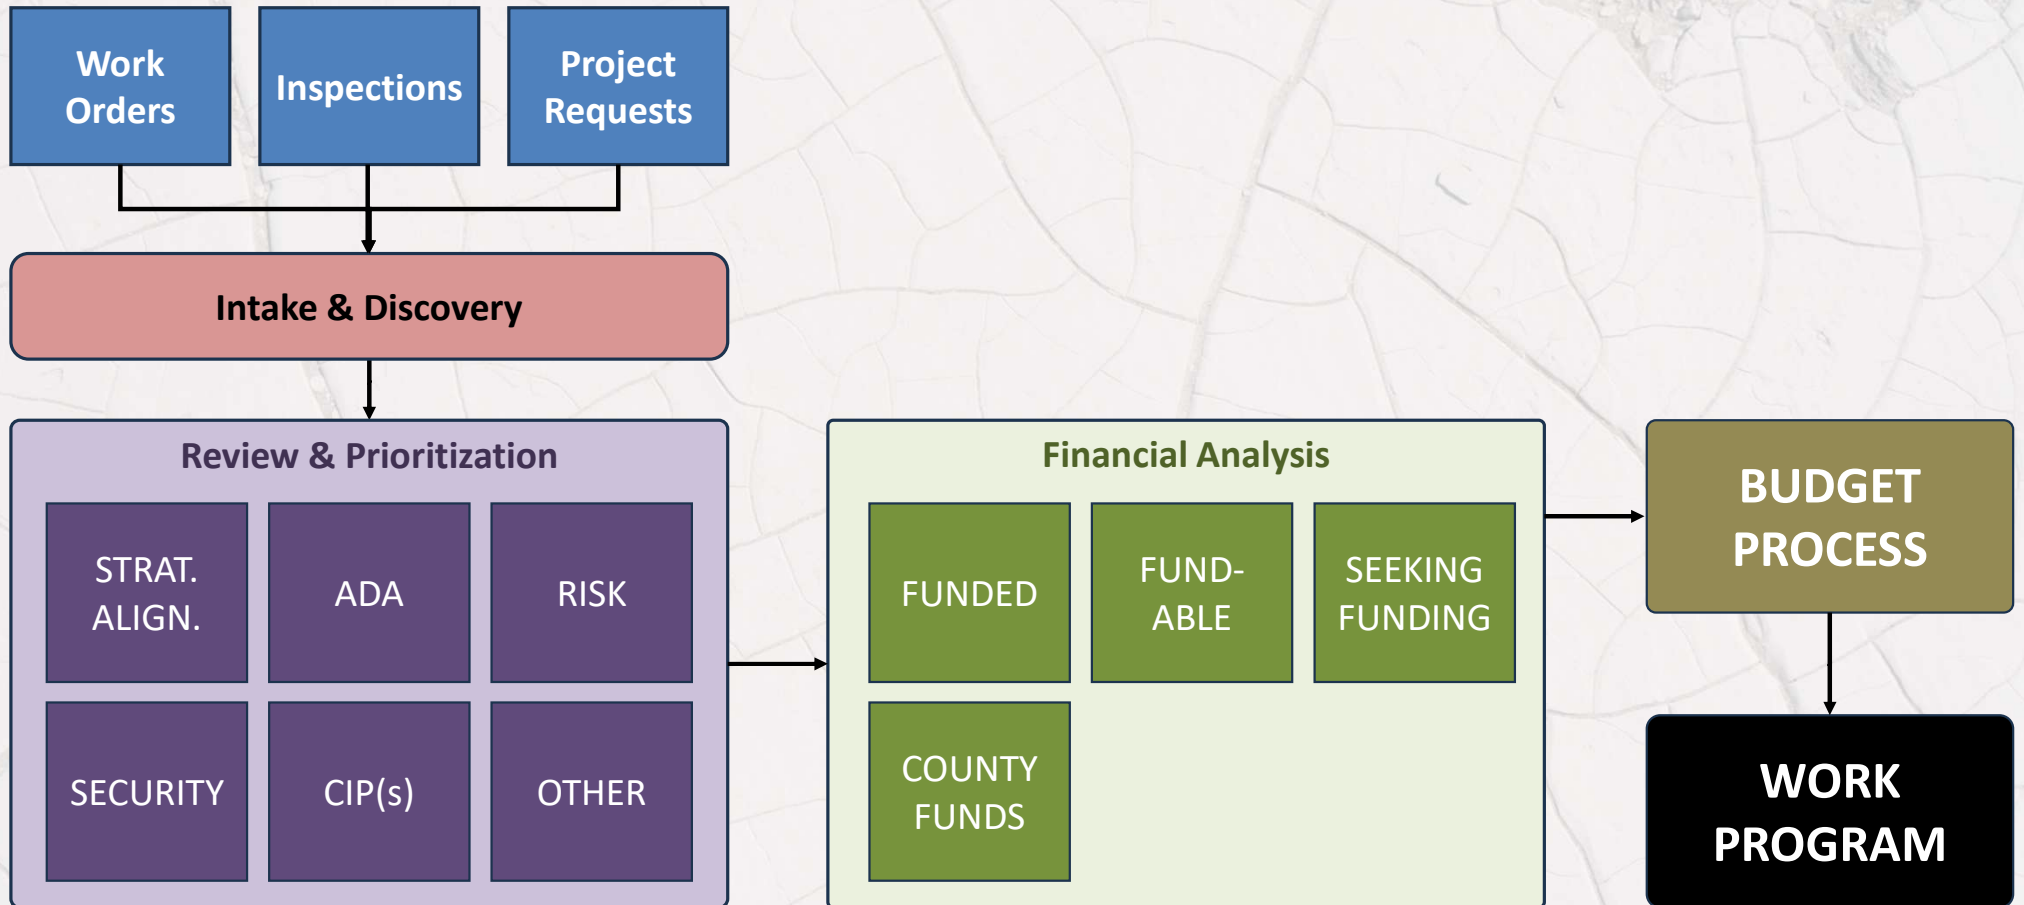 Work
Orders
Inspections
Project
Requests
Intake & Discovery
Review & Prioritization
STRAT.
ALIGN.
ADA
RISK
SECURITY
CIP(s)
OTHER
Financial Analysis
FUNDED
FUND-
ABLE
SEEKING
FUNDING
COUNTY
FUNDS
BUDGET
PROCESS
WORK
PROGRAM